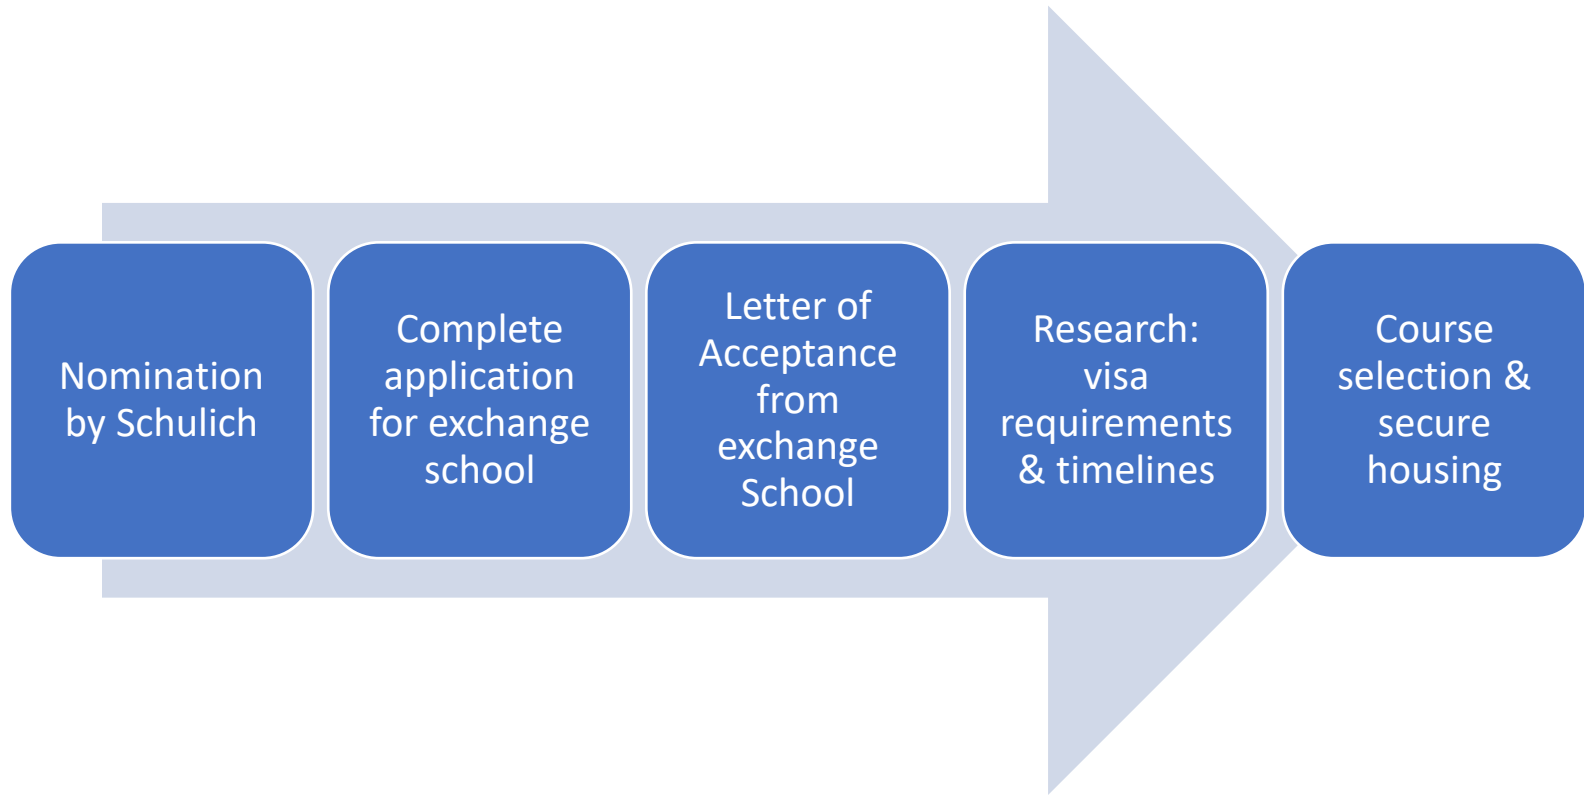 Nomination
by Schulich
Complete
application
for exchange
school
Letter of
Acceptance
from
exchange
School
Research:
visa
requirements
& timelines
Course
selection &
secure
housing